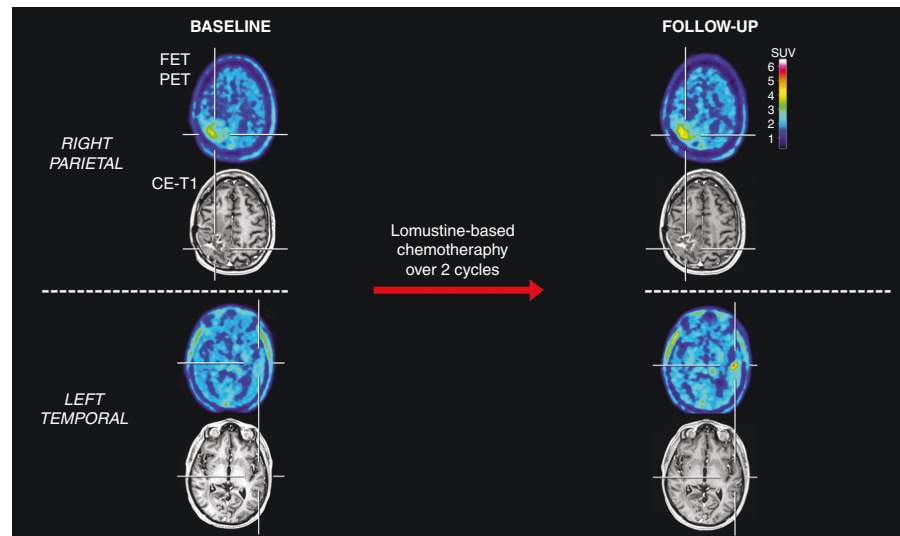 BASELINE
FOLLOW-UP
FET
PET
SUV
6
5
4
3
2
1
RIGHT
PARIETAL
CE-T1
Lomustine-based
chemotheraphy
over 2 cycles
LEFT
TEMPORAL